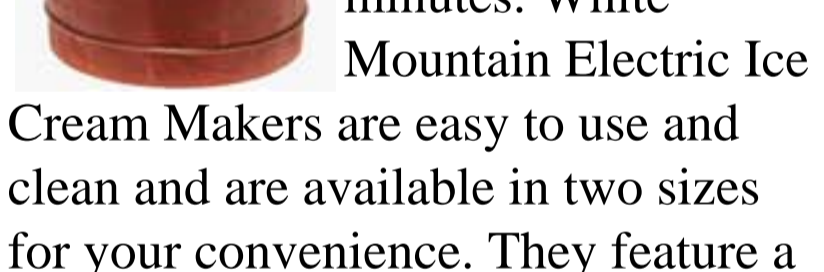 minutes. White
Mountain Electric Ice
Cream Makers are easy to use and
clean and are available in two sizes
for your convenience. They feature a